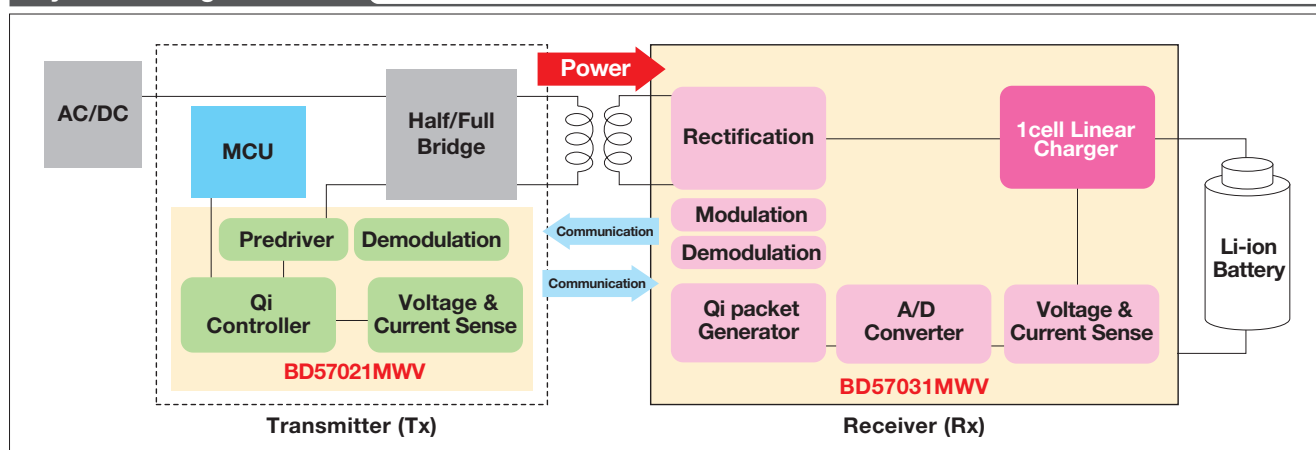 Power
AC/DC
MCU
Half/Full
Bridge
Predriver
Demodulation
Qi
Controller
Voltage &
Current Sense
BD57021MWV
Transmitter (Tx)
Communication
Communication
Rectification
1cell Linear
Charger
Modulation
Demodulation
Qi packet
Generator
A/D
Converter
Voltage &
Current Sense
BD57031MWV
Receiver (Rx)
Li-ion
Battery